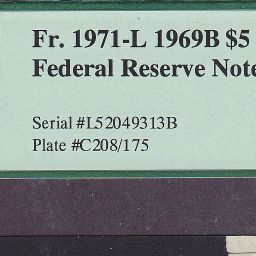 Fr. 1971-L 1969B $5
Federal Reserve Note
Serial #L52049313B
Plate #C208/175